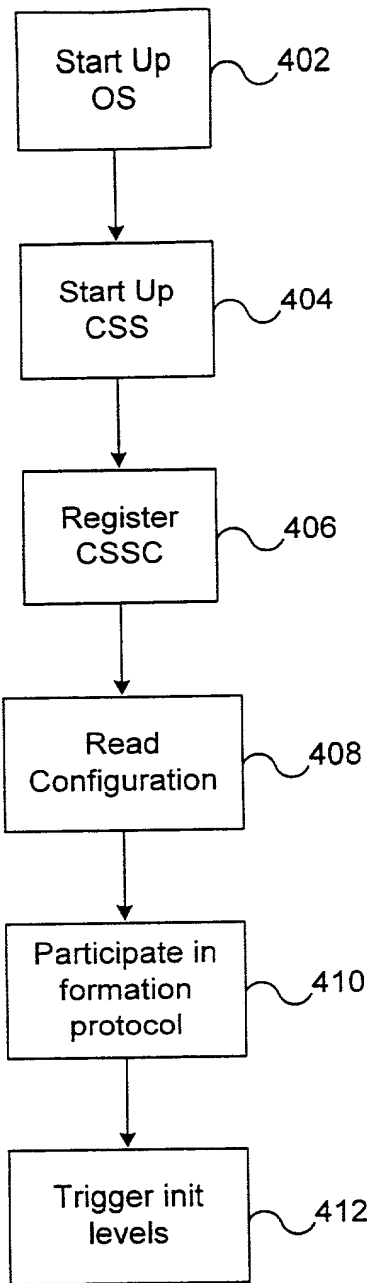 Start Up
OS
402
Start Up
CSS
404
Register
CSSC
406
Read
Configuration
408
Participate in
formation
protocol
410
Trigger init
levels
412